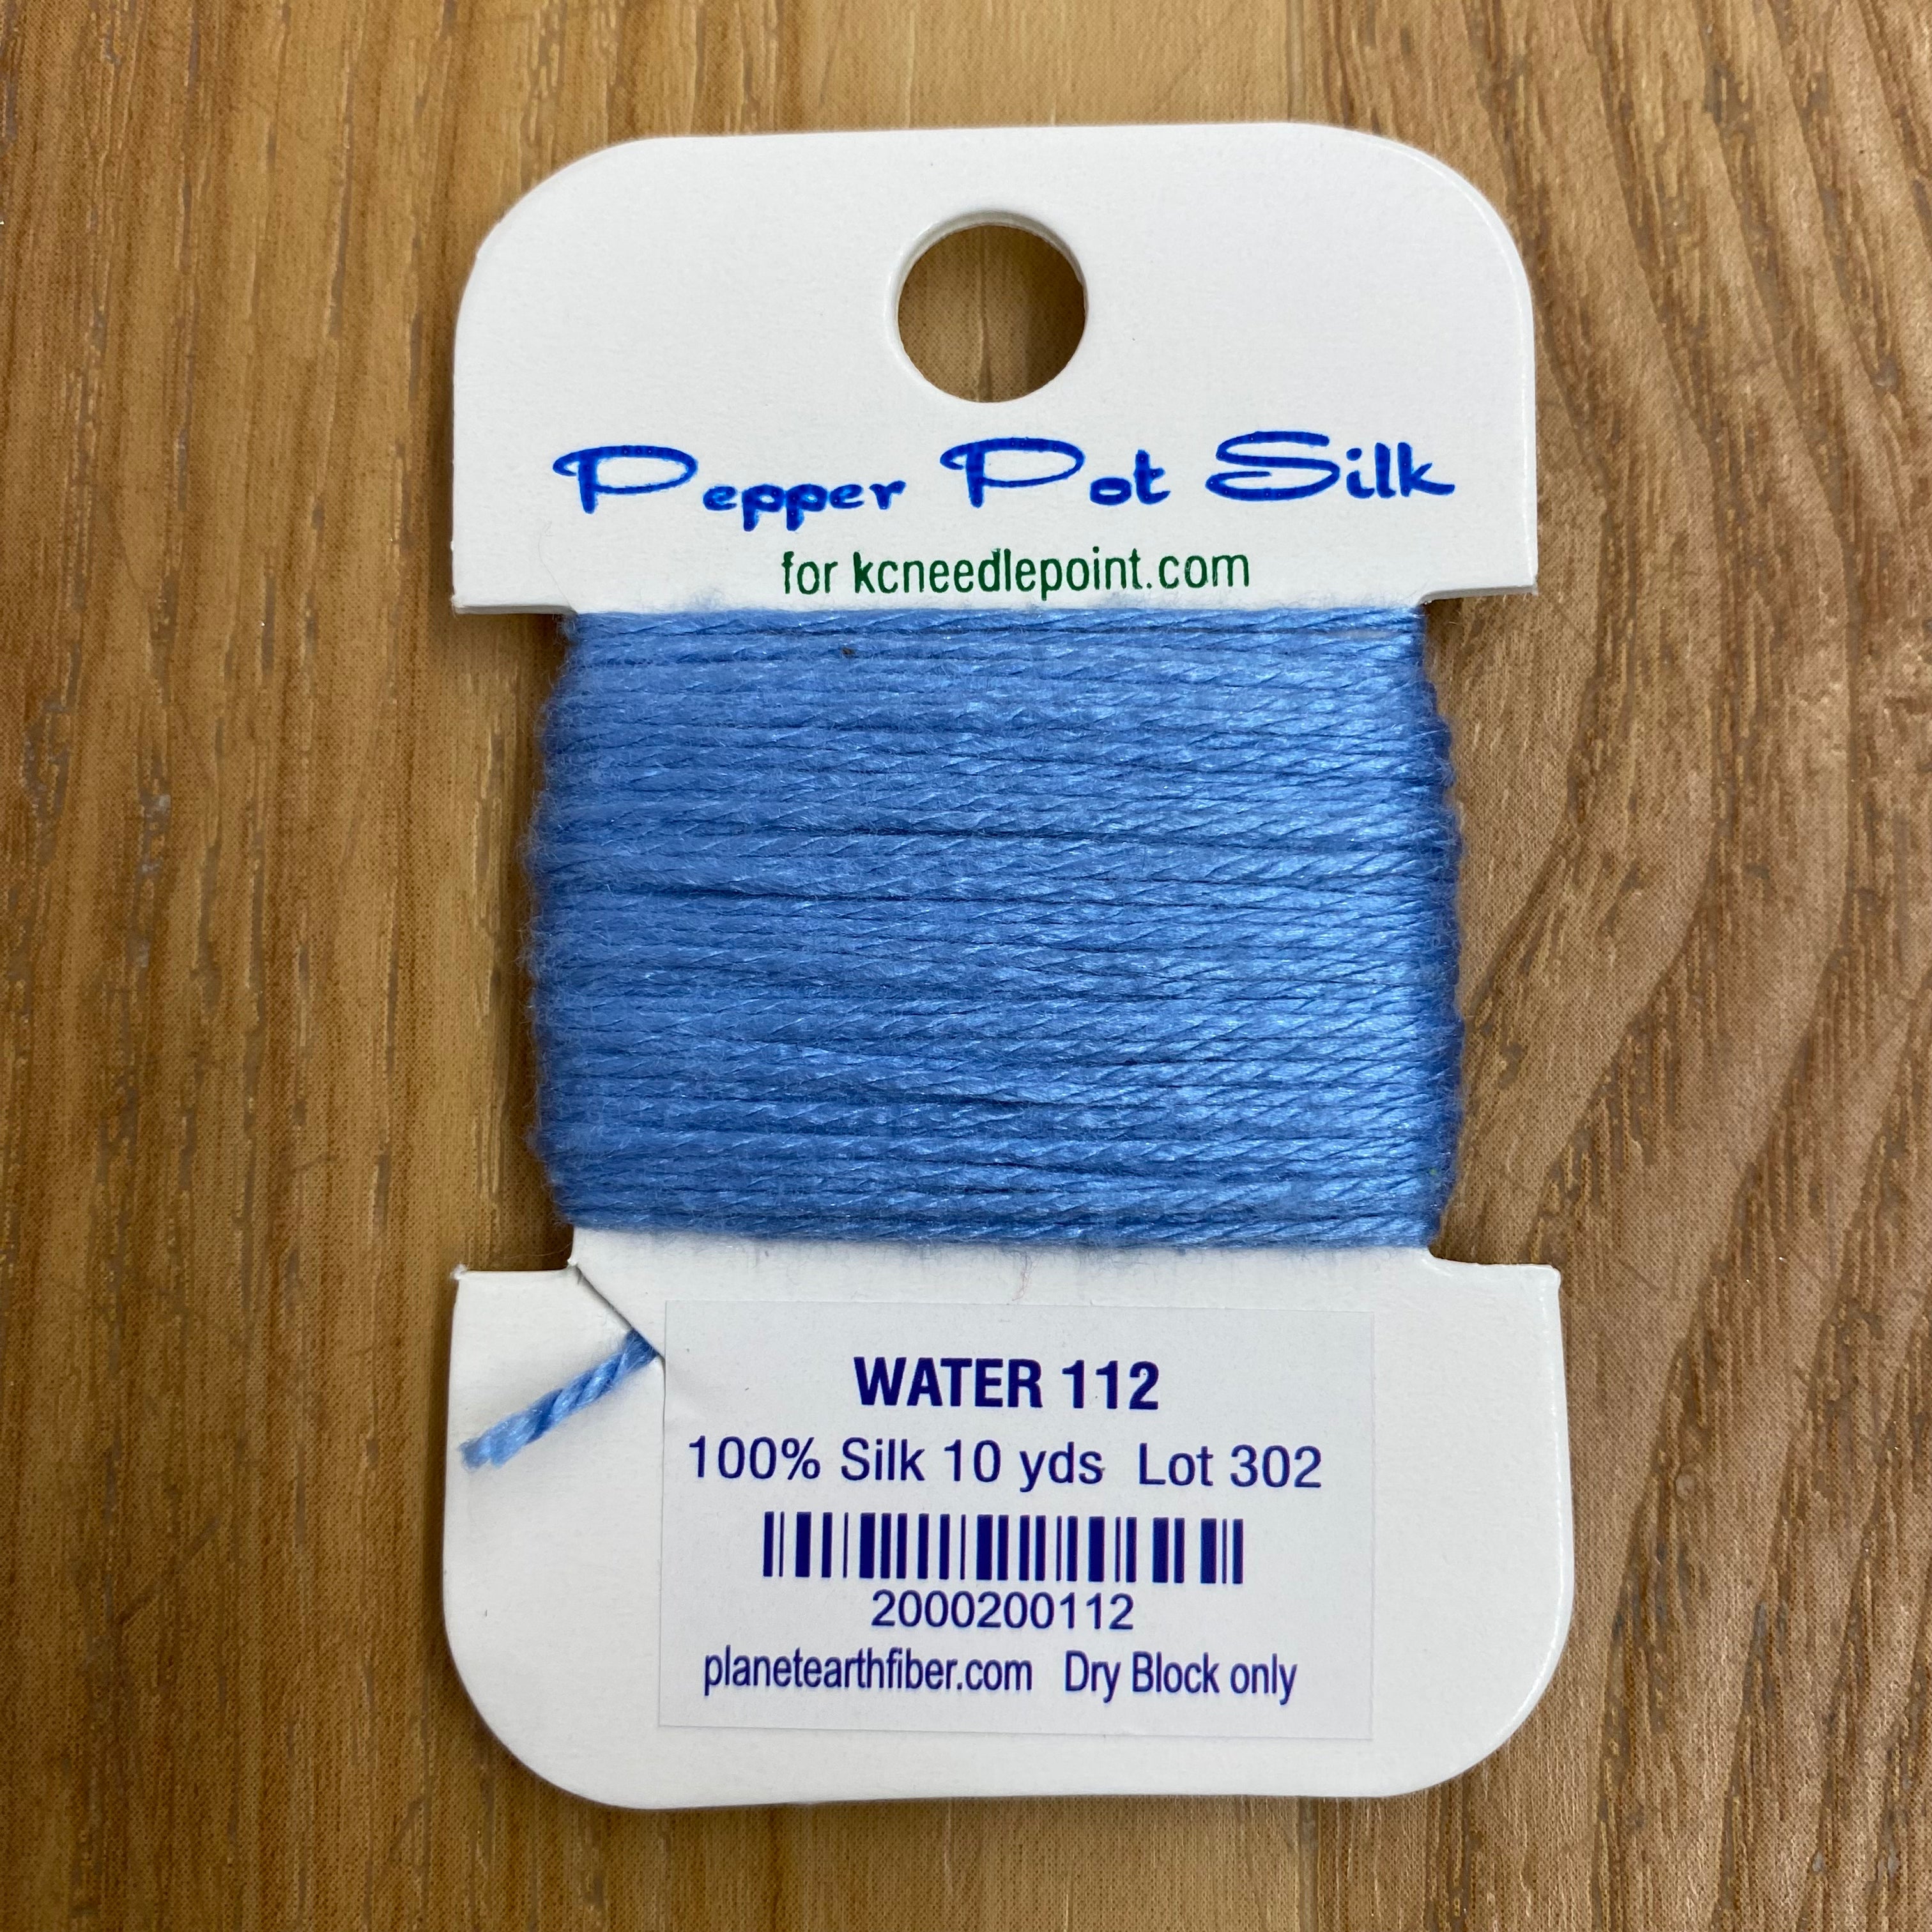 Pepper Pot Silk
for kcneedlepoint.com
WATER 112
100% Silk 10 yds Lot 302
2000200112
planetearthfiber.com Dry Block only